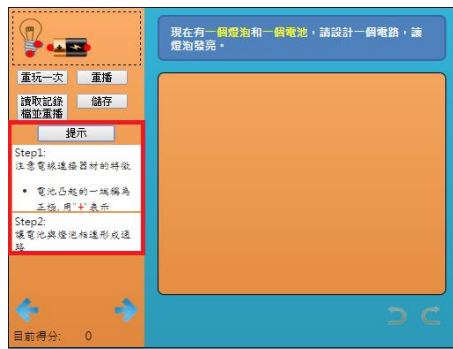 現在有一個燈泡和一個電池，請設計一個電路，讓
燈泡發亮。
重玩一次
重播
讀取記錄
檔並重播
儲存
提示
Step1:
注意電線連接器材的特徵
• 電池凸起的一端稱為
正極,用"+"表示
Step2:
讓電池與燈泡相連形成通
路
目前得分: 0